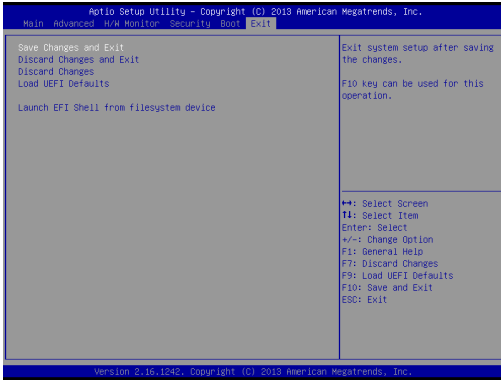 Aptio Setup Utility – Copyright (C) 2013 American Megatrends, Inc.
Main Advanced H/W Monitor Security Boot Exit
Save Changes and Exit
Discard Changes and Exit
Discard Changes
Load UEFI Defaults
Launch EFI Shell from filesystem device
Exit system setup after saving
the changes.
F10 key can be used for this
operation.
↔: Select Screen
↑↓: Select Item
Enter: Select
+/-: Change Option
F1: General Help
F7: Discard Changes
F9: Load UEFI Defaults
F10: Save and Exit
ESC: Exit
Version 2.16.1242. Copyright (C) 2013 American Megatrends, Inc.